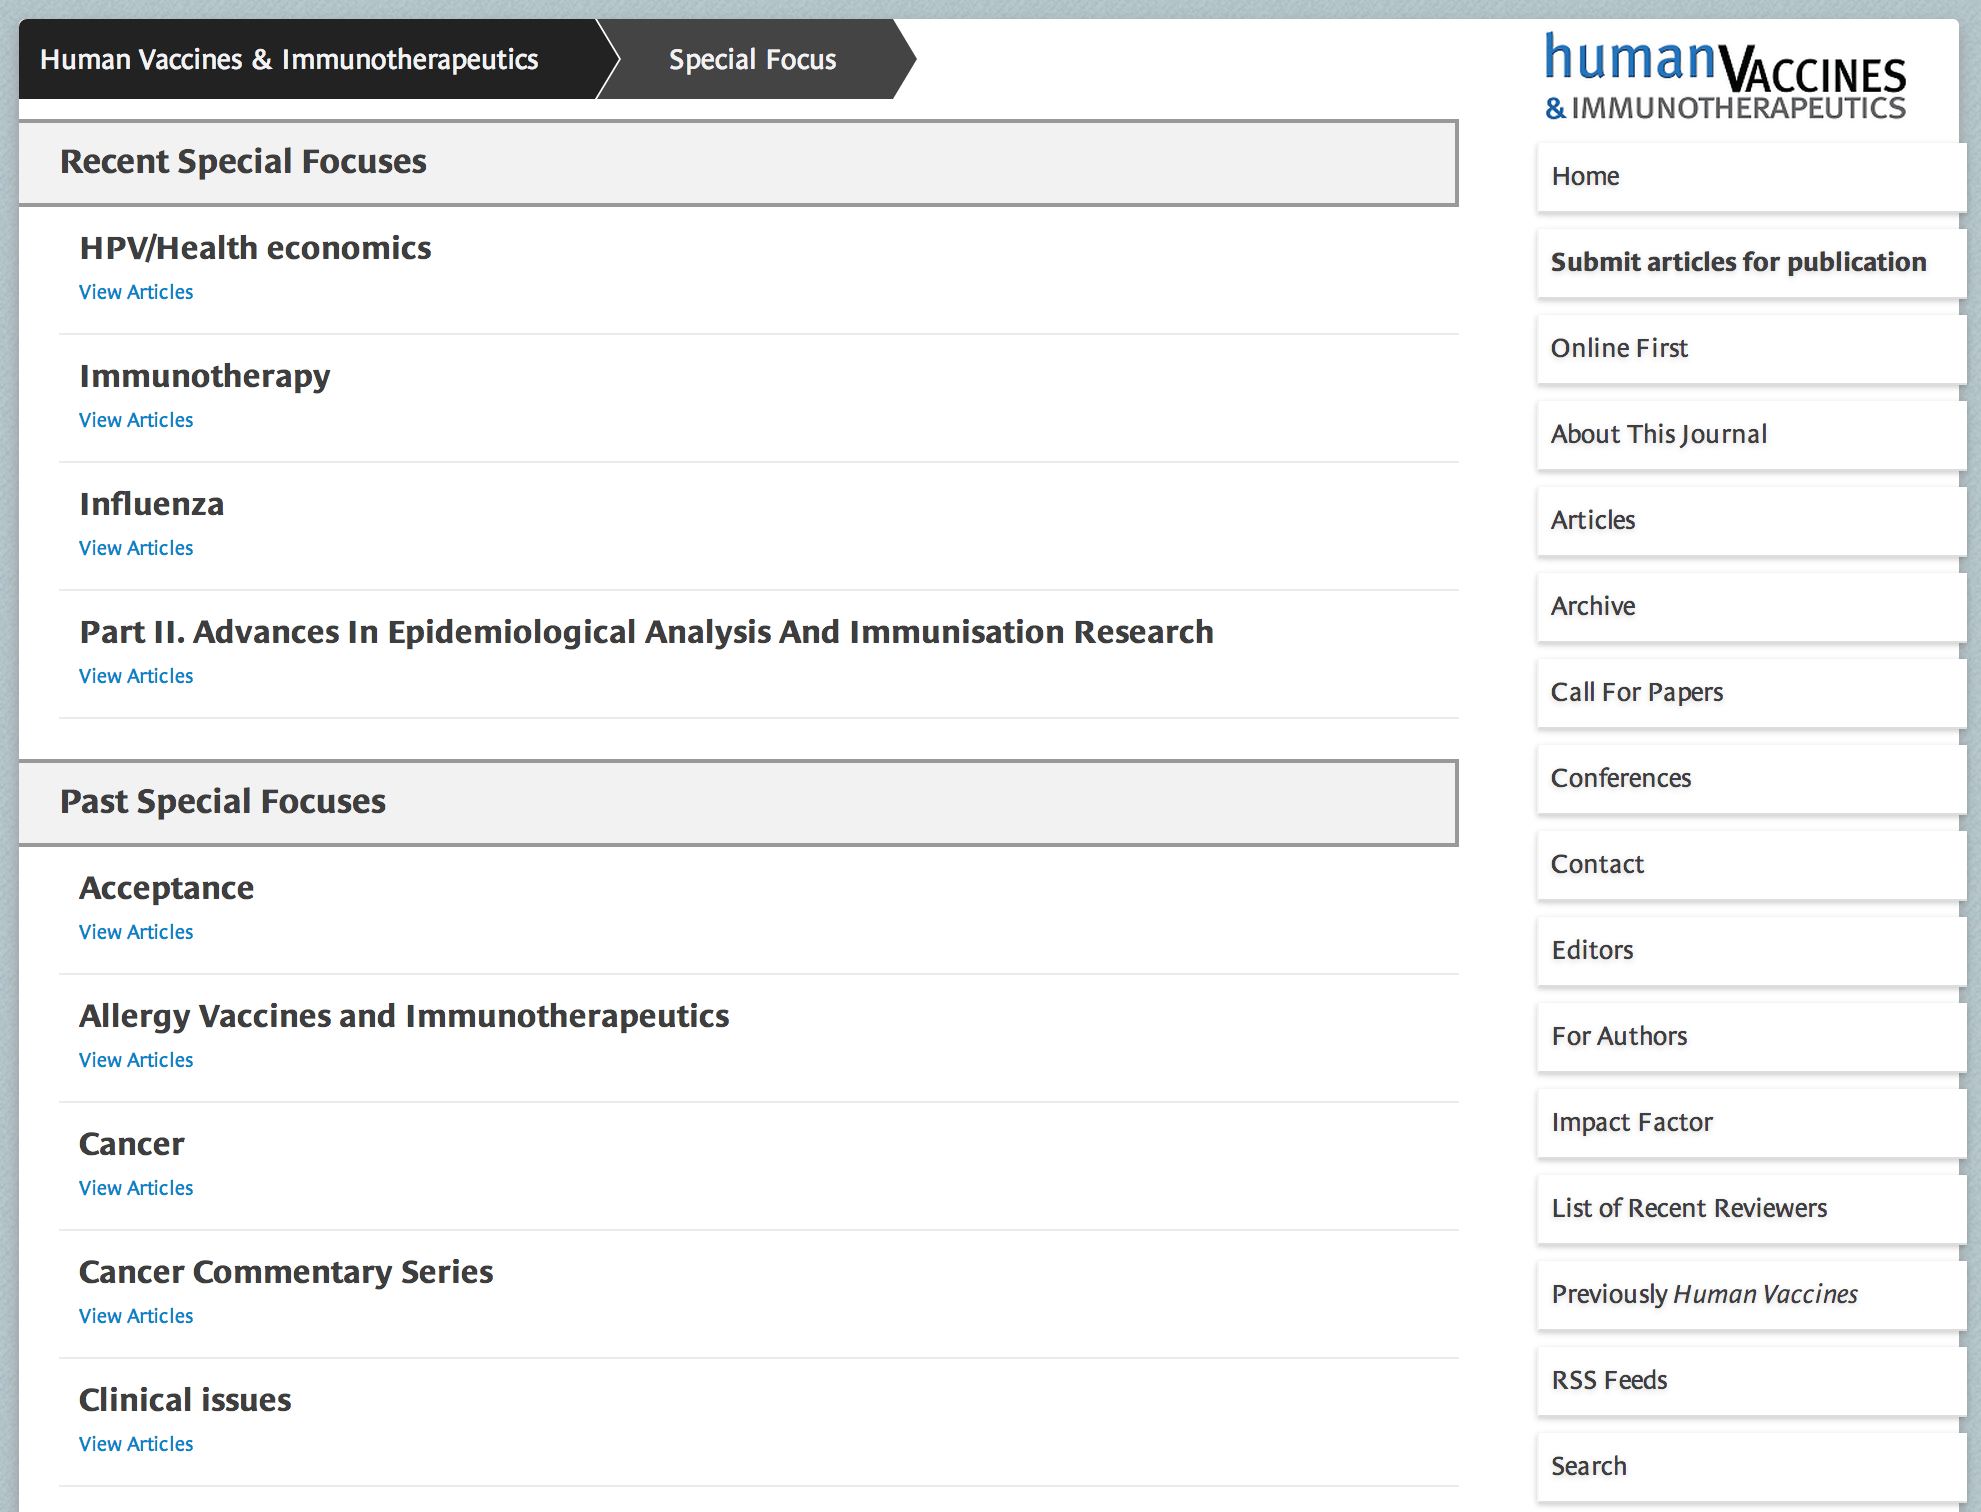 Human Vaccines & Immunotherapeutics
Special Focus
Recent Special Focuses
HPV/Health economics
View Articles
Immunotherapy
View Articles
Influenza
View Articles
Part II. Advances In Epidemiological Analysis And Immunisation Research
View Articles
Past Special Focuses
Acceptance
View Articles
Allergy Vaccines and Immunotherapeutics
View Articles
Cancer
View Articles
Cancer Commentary Series
View Articles
Clinical issues
View Articles
human VACCINES
& IMMUNOTHERAPEUTICS
Home
Submit articles for publication
Online First
About This Journal
Articles
Archive
Call For Papers
Conferences
Contact
Editors
For Authors
Impact Factor
List of Recent Reviewers
Previously Human Vaccines
RSS Feeds
Search